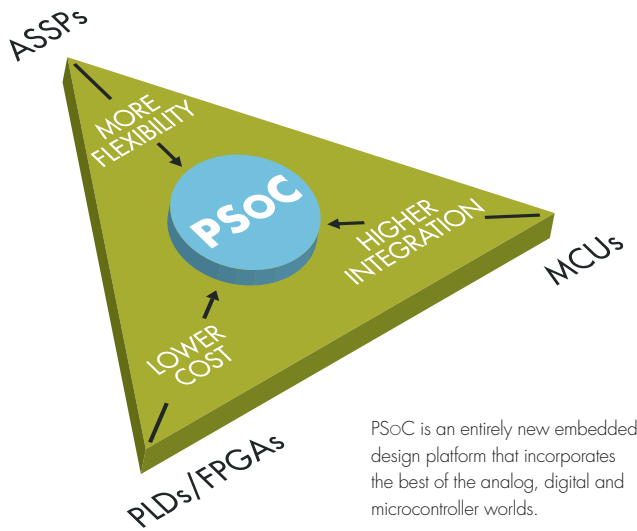 ASSPs
MORE
FLEXIBILITY
PSoC
HIGHER
INTEGRATION
MCUs
LOWER
COST
PLDs/FPGAs
PSoC is an entirely new embedded
design platform that incorporates
the best of the analog, digital and
microcontroller worlds.